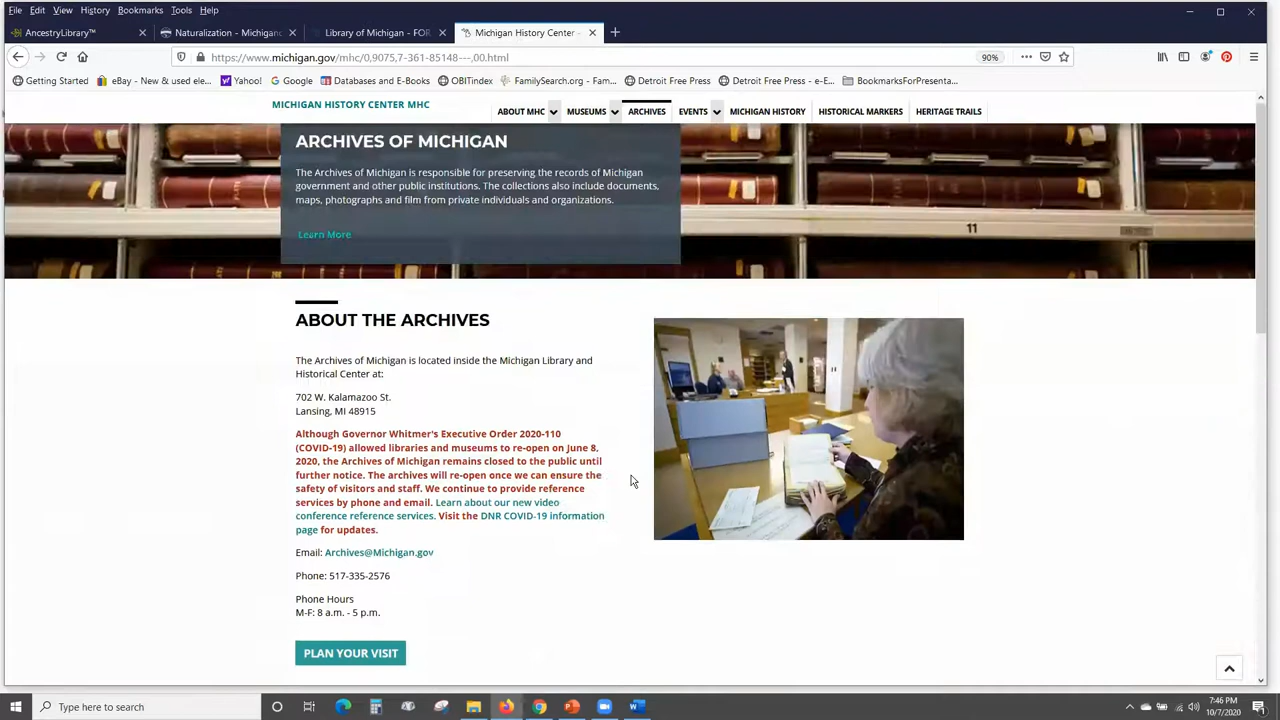 File Edit View History Bookmarks Tools Help
AncestryLibrary™ Naturalization - Michigan Library of Michigan - FOR Michigan History Center -
https://www.michigan.gov/mhc/0,9075,7-361-85148---,00.html 90%
Getting Started eBay - New & used ele... Yahoo! Google Databases and E-Books OBITindex FamilySearch.org - Fam... Detroit Free Press Detroit Free Press - e-E... BookmarksForPresenta...
MICHIGAN HISTORY CENTER MHC ABOUT MHC MUSEUMS ARCHIVES EVENTS MICHIGAN HISTORY HISTORICAL MARKERS HERITAGE TRAILS
ARCHIVES OF MICHIGAN
The Archives of Michigan is responsible for preserving the records of Michigan
government and other public institutions. The collections also include documents,
maps, photographs and film from private individuals and organizations.
Learn More
11
ABOUT THE ARCHIVES
The Archives of Michigan is located inside the Michigan Library and
Historical Center at:
702 W. Kalamazoo St.
Lansing, MI 48915
Although Governor Whitmer's Executive Order 2020-110
(COVID-19) allowed libraries and museums to re-open on June 8,
2020, the Archives of Michigan remains closed to the public until
further notice. The archives will re-open once we can ensure the
safety of visitors and staff. We continue to provide reference
services by phone and email. Learn about our new video
conference reference services. Visit the DNR COVID-19 information
page for updates.
Email: Archives@Michigan.gov
Phone: 517-335-2576
Phone Hours
M-F: 8 a.m. - 5 p.m.
PLAN YOUR VISIT
Type here to search
7:46 PM
10/7/2020